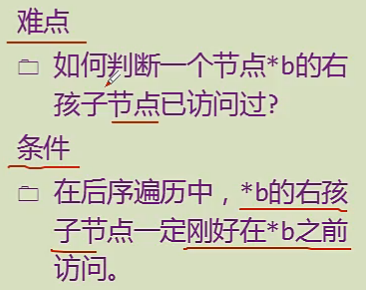 难点
如何判断一个节点*b的右
孩子节点已访问过?
条件
在后序遍历中，*b的右孩
子节点一定刚好在*b之前
访问。